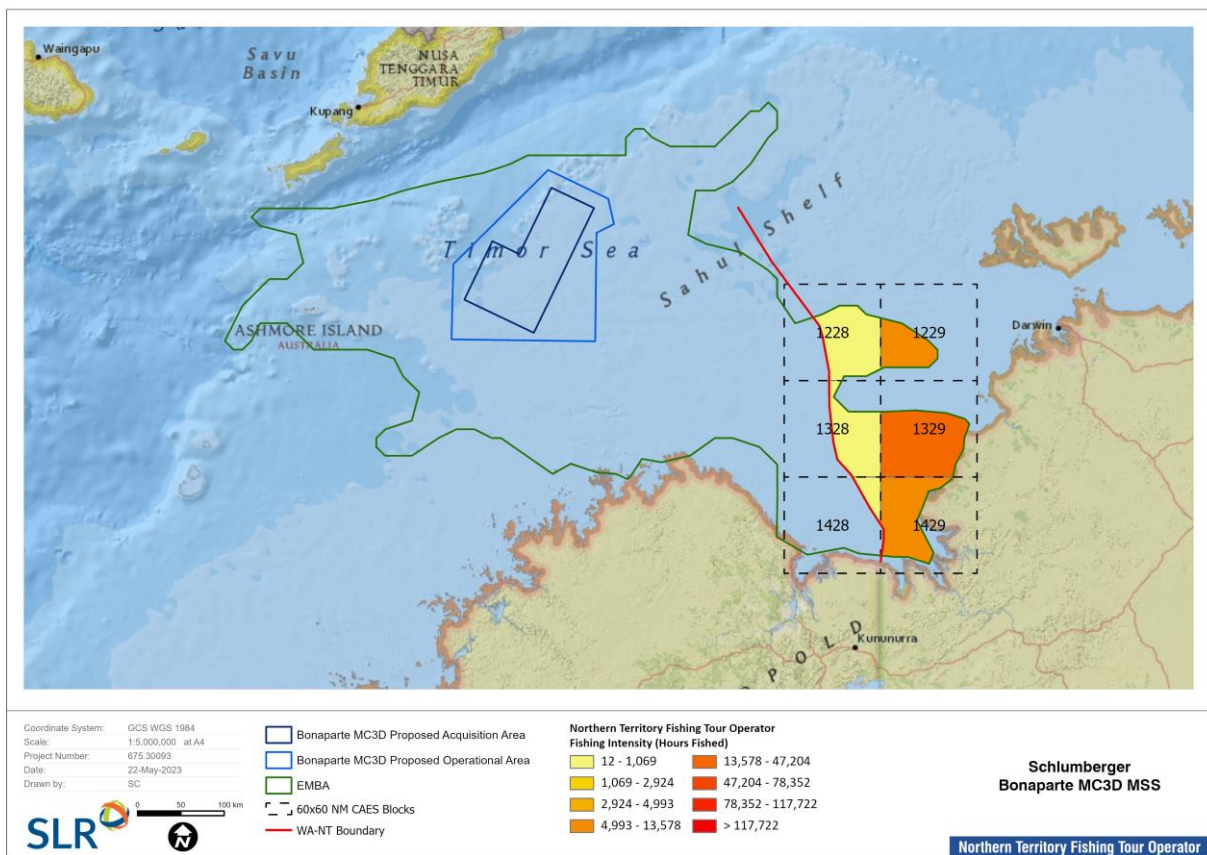 Waingapu
Savu
Basin
NUSA
TENGGARA
TIMUR
Kupang
Timor Sea
Sahul Shelf
ASHMORE ISLAND
AUSTRALIA
1228
1229
Darwin
1328
1329
1428
1429
Kununurra
POLD
Coordinate System: GCS WGS 1984
Scale: 1:5,000,000 at A4
Project Number: 675.30093
Date: 22-May-2023
Drawn by: SC
0 50 100 km
SLR
N
Bonaparte MC3D Proposed Acquisition Area
Bonaparte MC3D Proposed Operational Area
EMBA
60x60 NM CAES Blocks
WA-NT Boundary
Northern Territory Fishing Tour Operator
Fishing Intensity (Hours Fished)
12 - 1,069
1,069 - 2,924
2,924 - 4,993
4,993 - 13,578
13,578 - 47,204
47,204 - 78,352
78,352 - 117,722
> 117,722
Schlumberger
Bonaparte MC3D MSS
Northern Territory Fishing Tour Operator